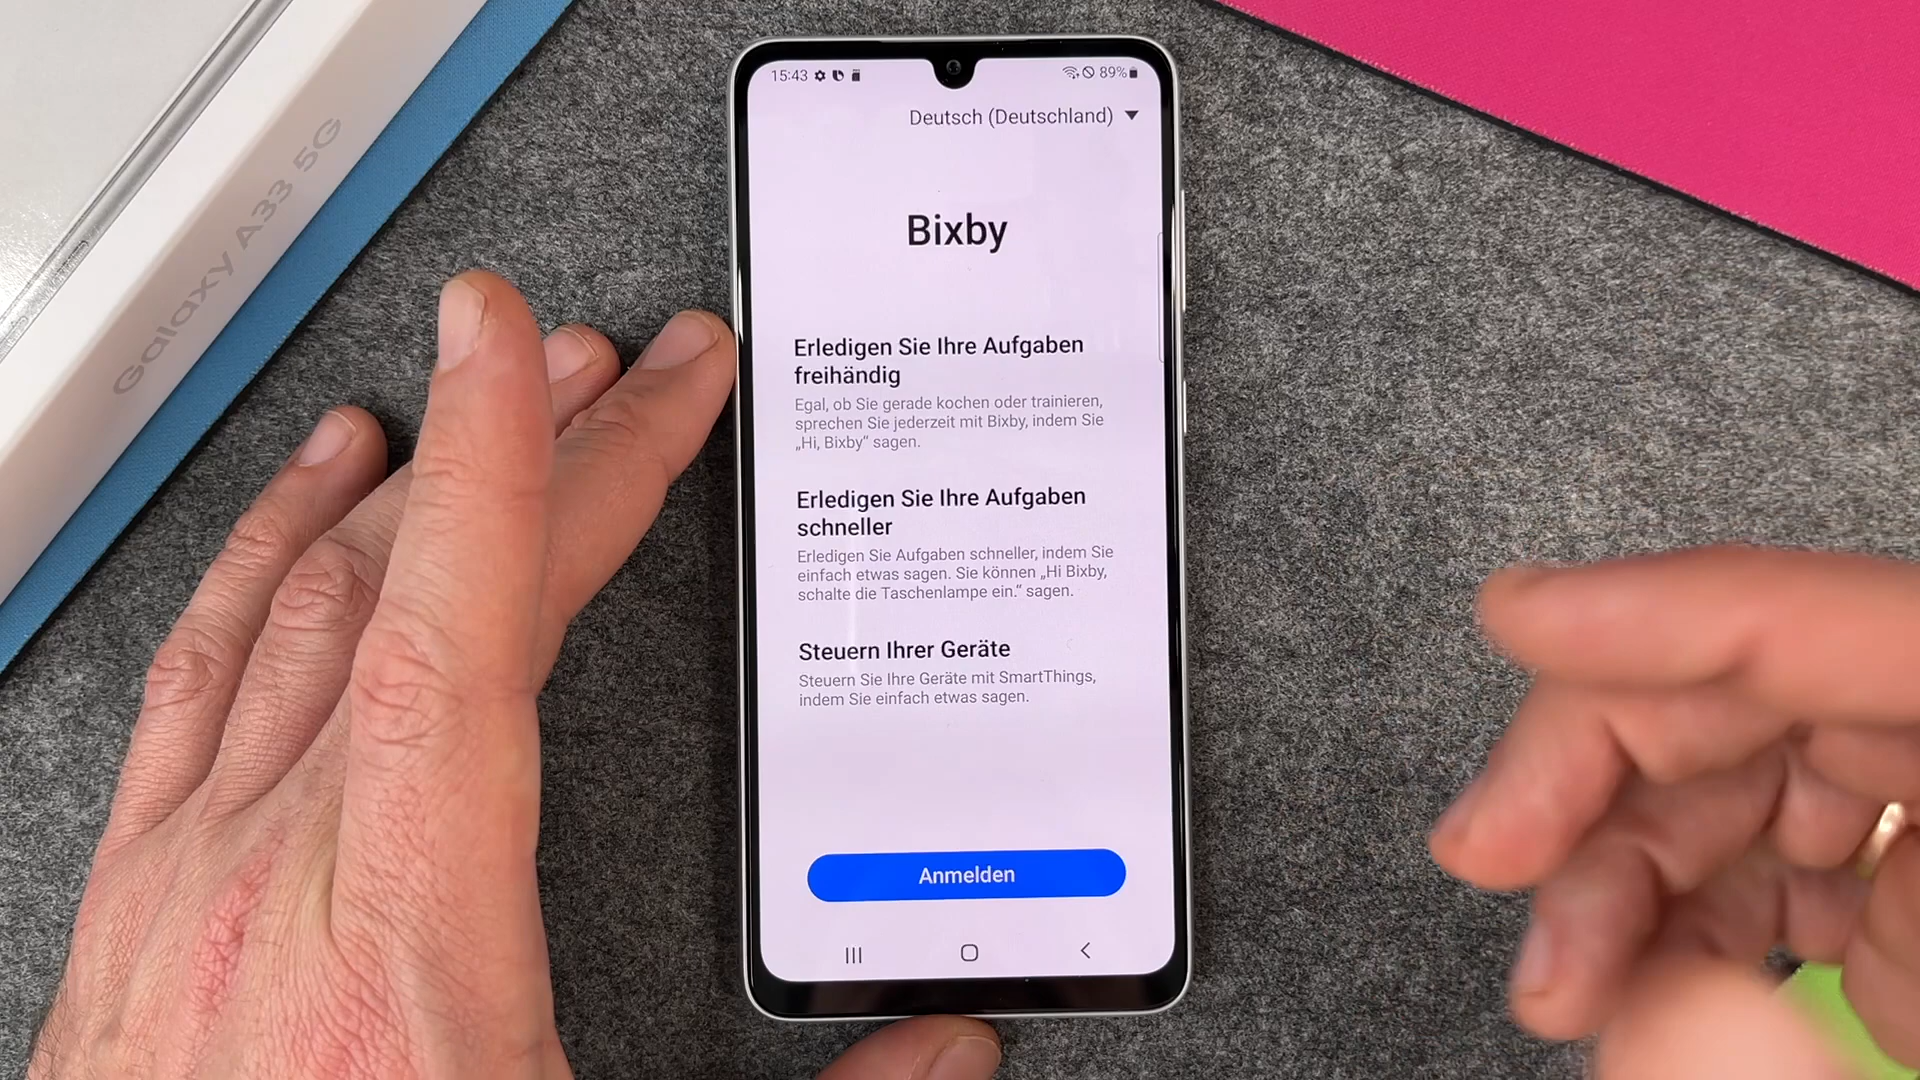 Galaxy A33 5G
15:43
89%
Deutsch (Deutschland)
Bixby
Erledigen Sie Ihre Aufgaben
freihändig
Egal, ob Sie gerade kochen oder trainieren,
sprechen Sie jederzeit mit Bixby, indem Sie
„Hi, Bixby“ sagen.
Erledigen Sie Ihre Aufgaben
schneller
Erledigen Sie Aufgaben schneller, indem Sie
einfach etwas sagen. Sie können „Hi Bixby,
schalte die Taschenlampe ein.“ sagen.
Steuern Ihrer Geräte
Steuern Sie Ihre Geräte mit SmartThings,
indem Sie einfach etwas sagen.
Anmelden